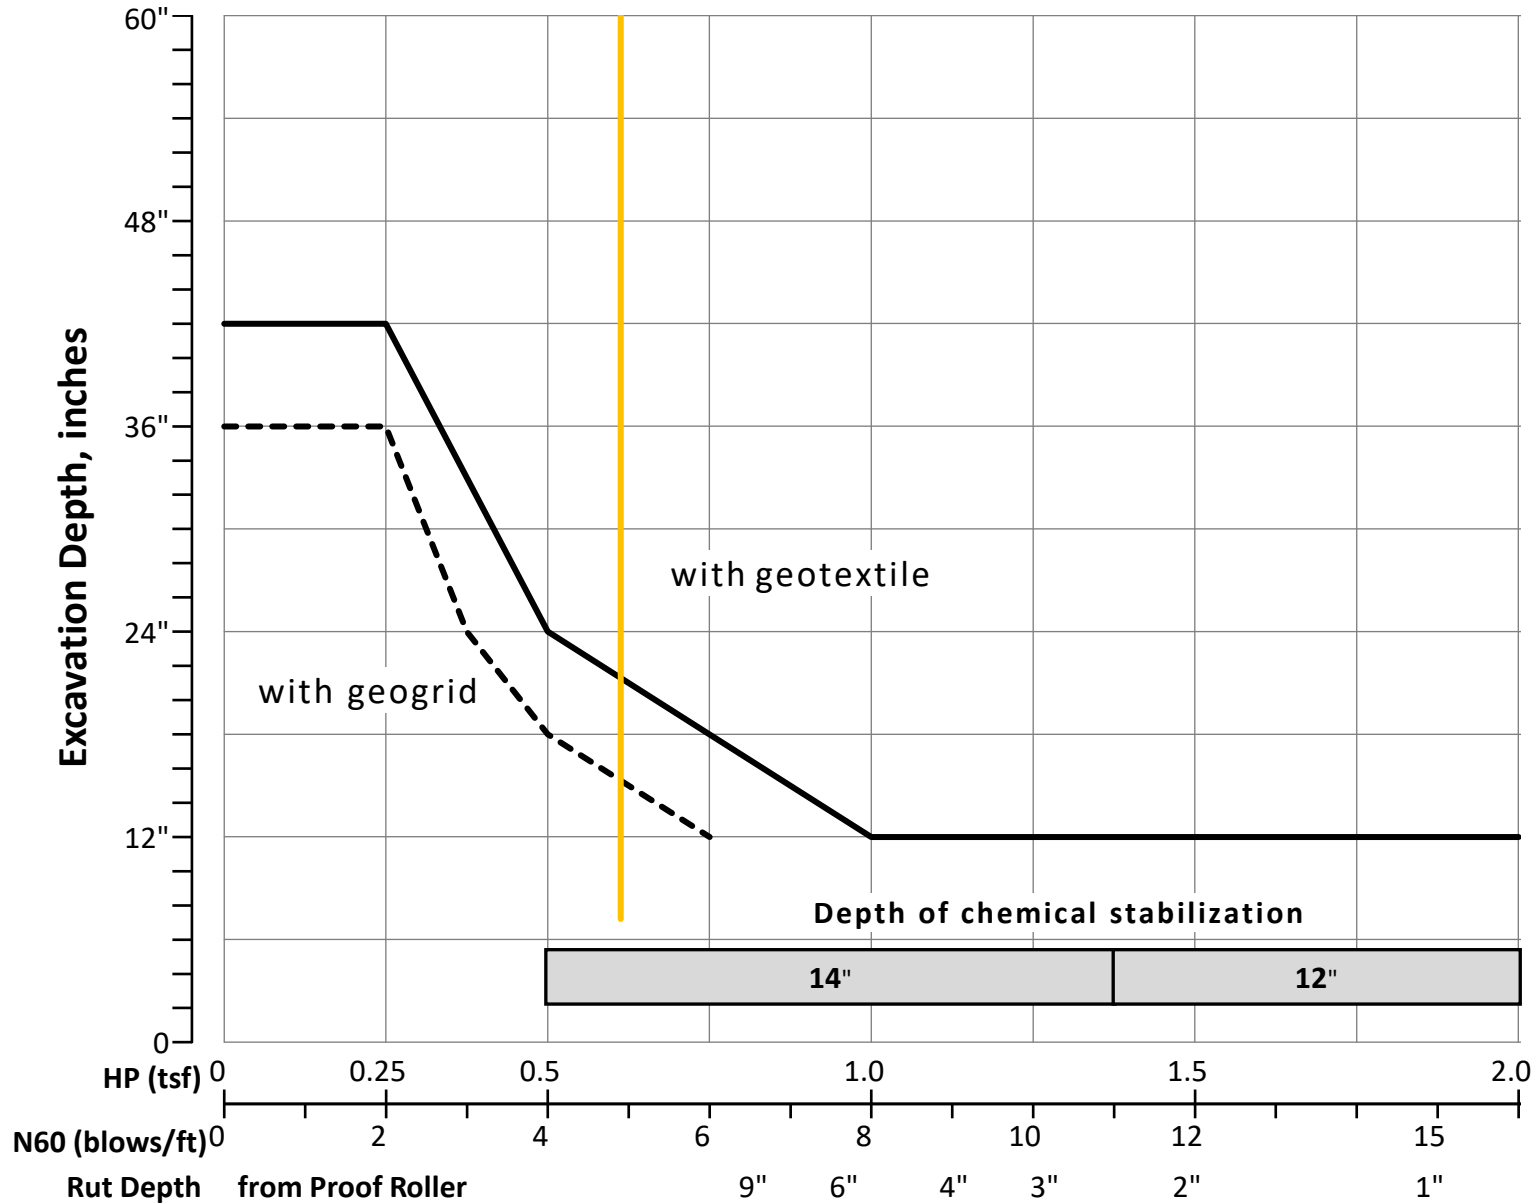 60"
48"
36"
24"
12"
0
Excavation Depth, inches
with geotextile
with geogrid
Depth of chemical stabilization
14" 12"
HP (tsf) 0 0.25 0.5 1.0 1.5 2.0
N60 (blows/ft) 0 2 4 6 8 10 12 15
Rut Depth from Proof Roller 9" 6" 4" 3" 2" 1"